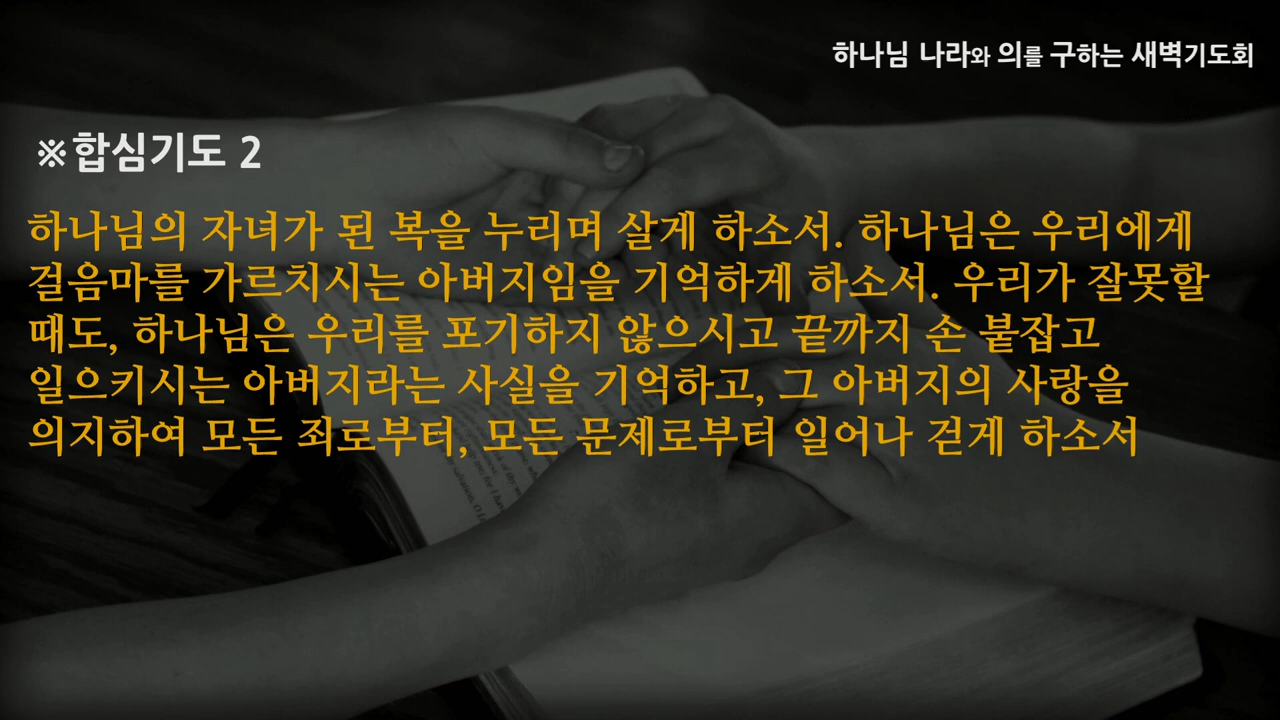 하나님 나라와 의를 구하는 새벽기도회
※합심기도 2
하나님의 자녀가 된 복을 누리며 살게 하소서. 하나님은 우리에게
걸음마를 가르치시는 아버지임을 기억하게 하소서. 우리가 잘못할
때도, 하나님은 우리를 포기하지 않으시고 끝까지 손 붙잡고
일으키시는 아버지라는 사실을 기억하고, 그 아버지의 사랑을
의지하여 모든 죄로부터, 모든 문제로부터 일어나 걷게 하소서